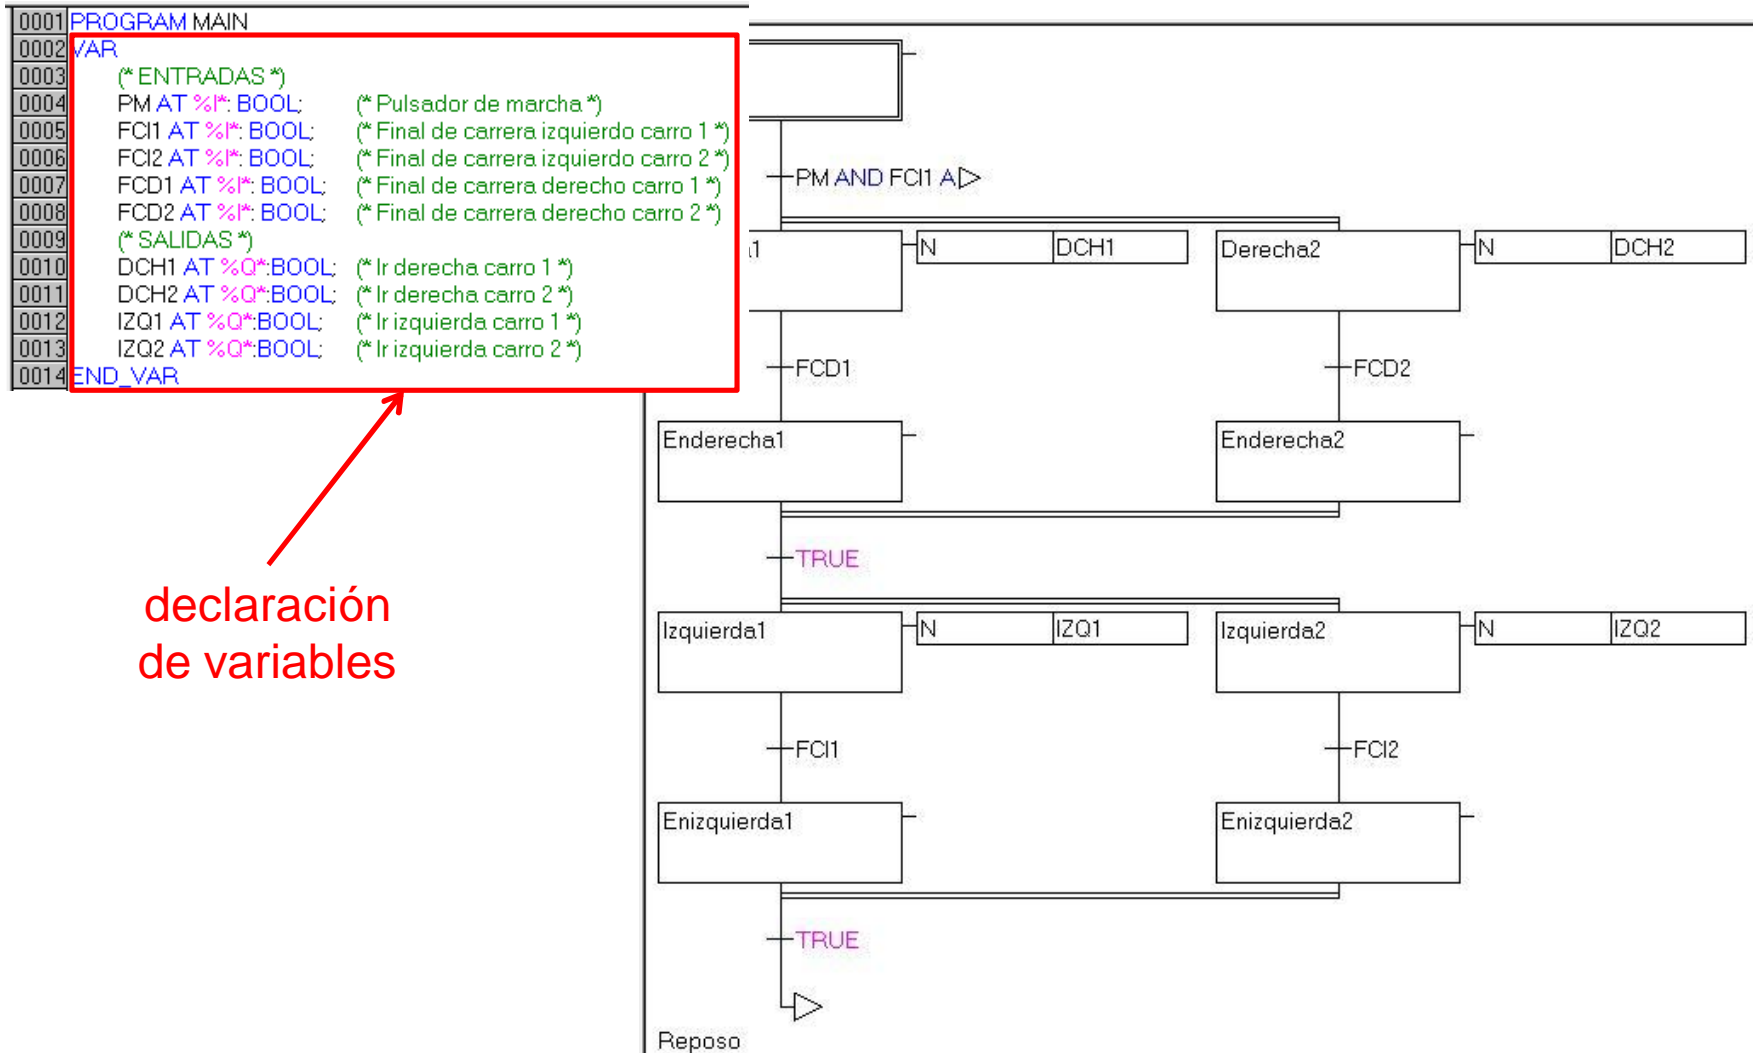 0001 PROGRAM MAIN
0002 VAR
0003 (* ENTRADAS *)
0004 PM AT %I*: BOOL; (* Pulsador de marcha *)
0005 FCI1 AT %I*: BOOL; (* Final de carrera izquierdo carro 1 *)
0006 FCI2 AT %I*: BOOL; (* Final de carrera izquierdo carro 2 *)
0007 FCD1 AT %I*: BOOL; (* Final de carrera derecho carro 1 *)
0008 FCD2 AT %I*: BOOL; (* Final de carrera derecho carro 2 *)
0009 (* SALIDAS *)
0010 DCH1 AT %Q*:BOOL; (* Ir derecha carro 1 *)
0011 DCH2 AT %Q*:BOOL; (* Ir derecha carro 2 *)
0012 IZQ1 AT %Q*:BOOL; (* Ir izquierda carro 1 *)
0013 IZQ2 AT %Q*:BOOL; (* Ir izquierda carro 2 *)
0014 END_VAR
declaración
de variables
PM AND FCI1 A
N DCH1 Derecha2 N DCH2
FCD1 FCD2
Enderecha1 Enderecha2
TRUE
Izquierda1 N IZQ1 Izquierda2 N IZQ2
FCI1 FCI2
Enizquierda1 Enizquierda2
TRUE
Reposo